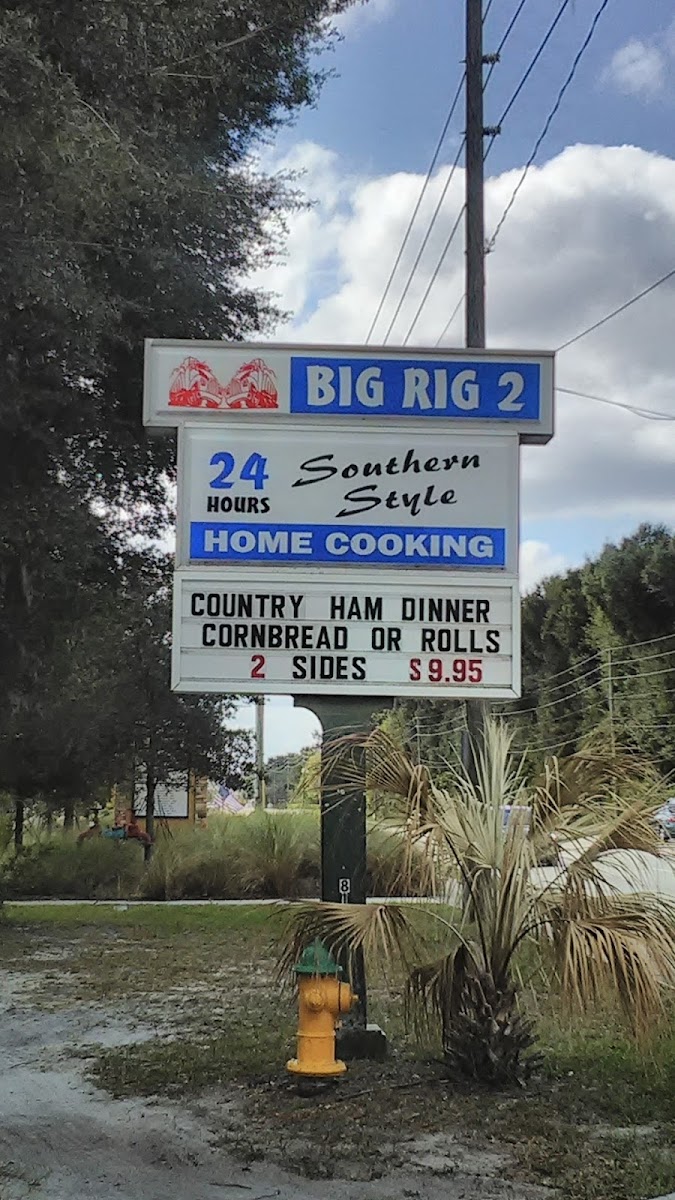 BIG RIG 2
24 Southern
HOURS Style
HOME COOKING
COUNTRY HAM DINNER
CORNBREAD OR ROLLS
2 SIDES $9.95
8